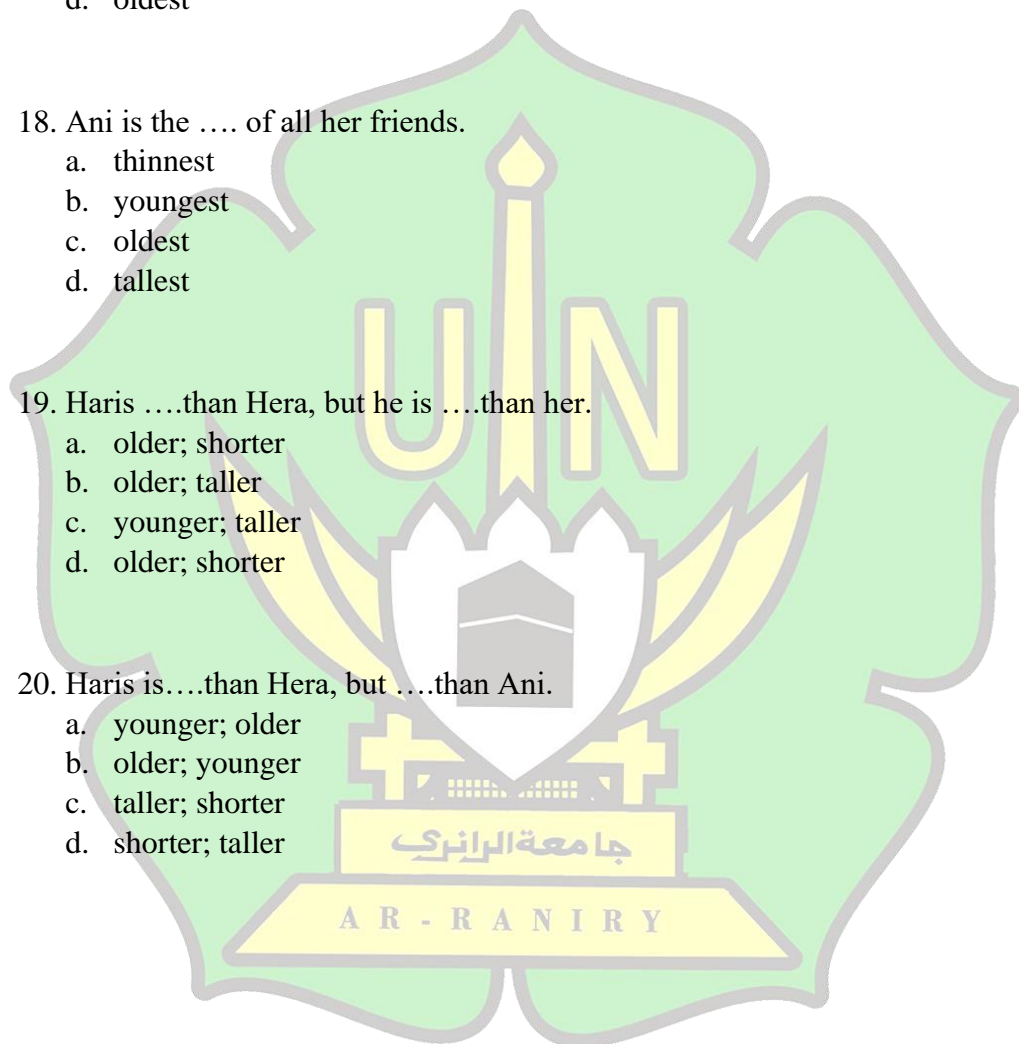 d. oldest
18. Ani is the …. of all her friends.
a. thinnest
b. youngest
c. oldest
d. tallest
19. Haris ….than Hera, but he is ….than her.
a. older; shorter
b. older; taller
c. younger; taller
d. older; shorter
20. Haris is….than Hera, but ….than Ani.
a. younger; older
b. older; younger
c. taller; shorter
d. shorter; taller
UIN
جامعةالرانري
AR-RANIRY